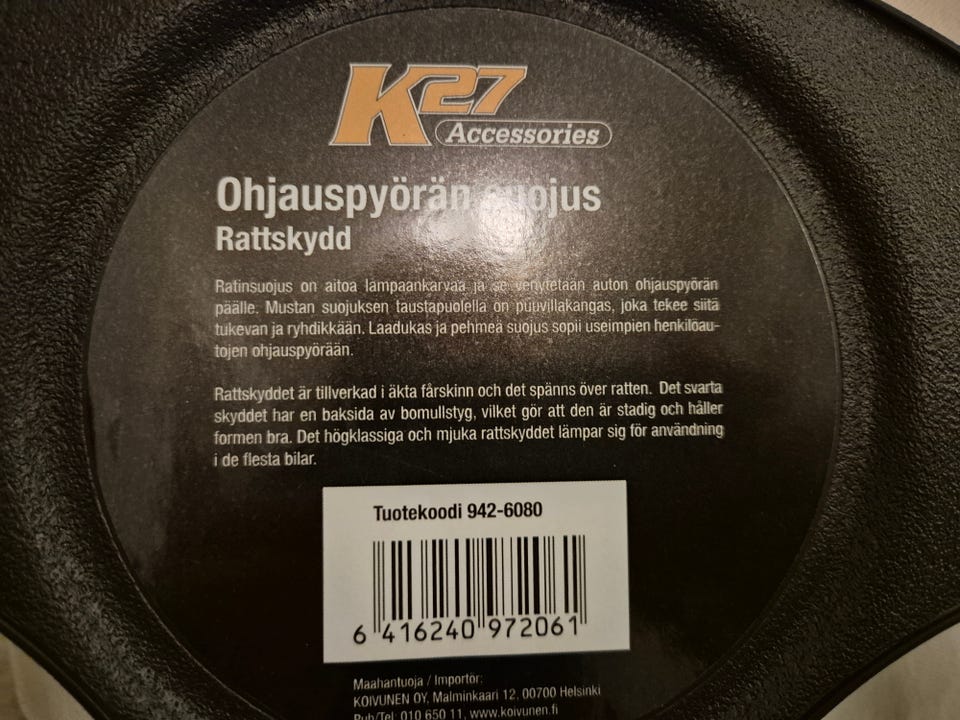 K27
Accessories
Ohjauspyörän suojus
Rattskydd
Ratinsuojus on aitoa lampaankarvaa ja se venytetään auton ohjauspyörän
päälle. Mustan suojuksen taustapuolella on puuvillakangas, joka tekee siitä
tukevan ja ryhdikkään. Laadukas ja pehmeä suojus sopii useimpien henkilöau-
tojen ohjauspyörään.
Rattskyddet är tillverkad i äkta fårskinn och det spänns över ratten. Det svarta
skyddet har en baksida av bomullstyg, vilket gör att den är stadig och håller
formen bra. Det högklassiga och mjuka rattskyddet lämpar sig för användning
i de flesta bilar.
Tuotekoodi 942-6080
6 416240 972061
Maahantuoja / Importör:
KOIVUNEN OY, Malminkaari 12, 00700 Helsinki
Puh/Tel. 010 650 11, www.koivunen.fi